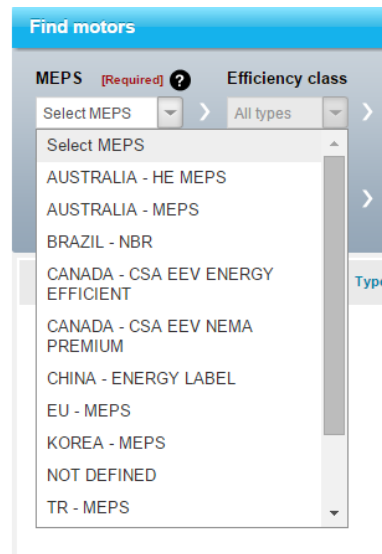 Find motors
MEPS [Required] ? Efficiency class
Select MEPS All types
Select MEPS
AUSTRALIA - HE MEPS
AUSTRALIA - MEPS
BRAZIL - NBR
CANADA - CSA EEV ENERGY
EFFICIENT
CANADA - CSA EEV NEMA
PREMIUM
CHINA - ENERGY LABEL
EU - MEPS
KOREA - MEPS
NOT DEFINED
TR - MEPS